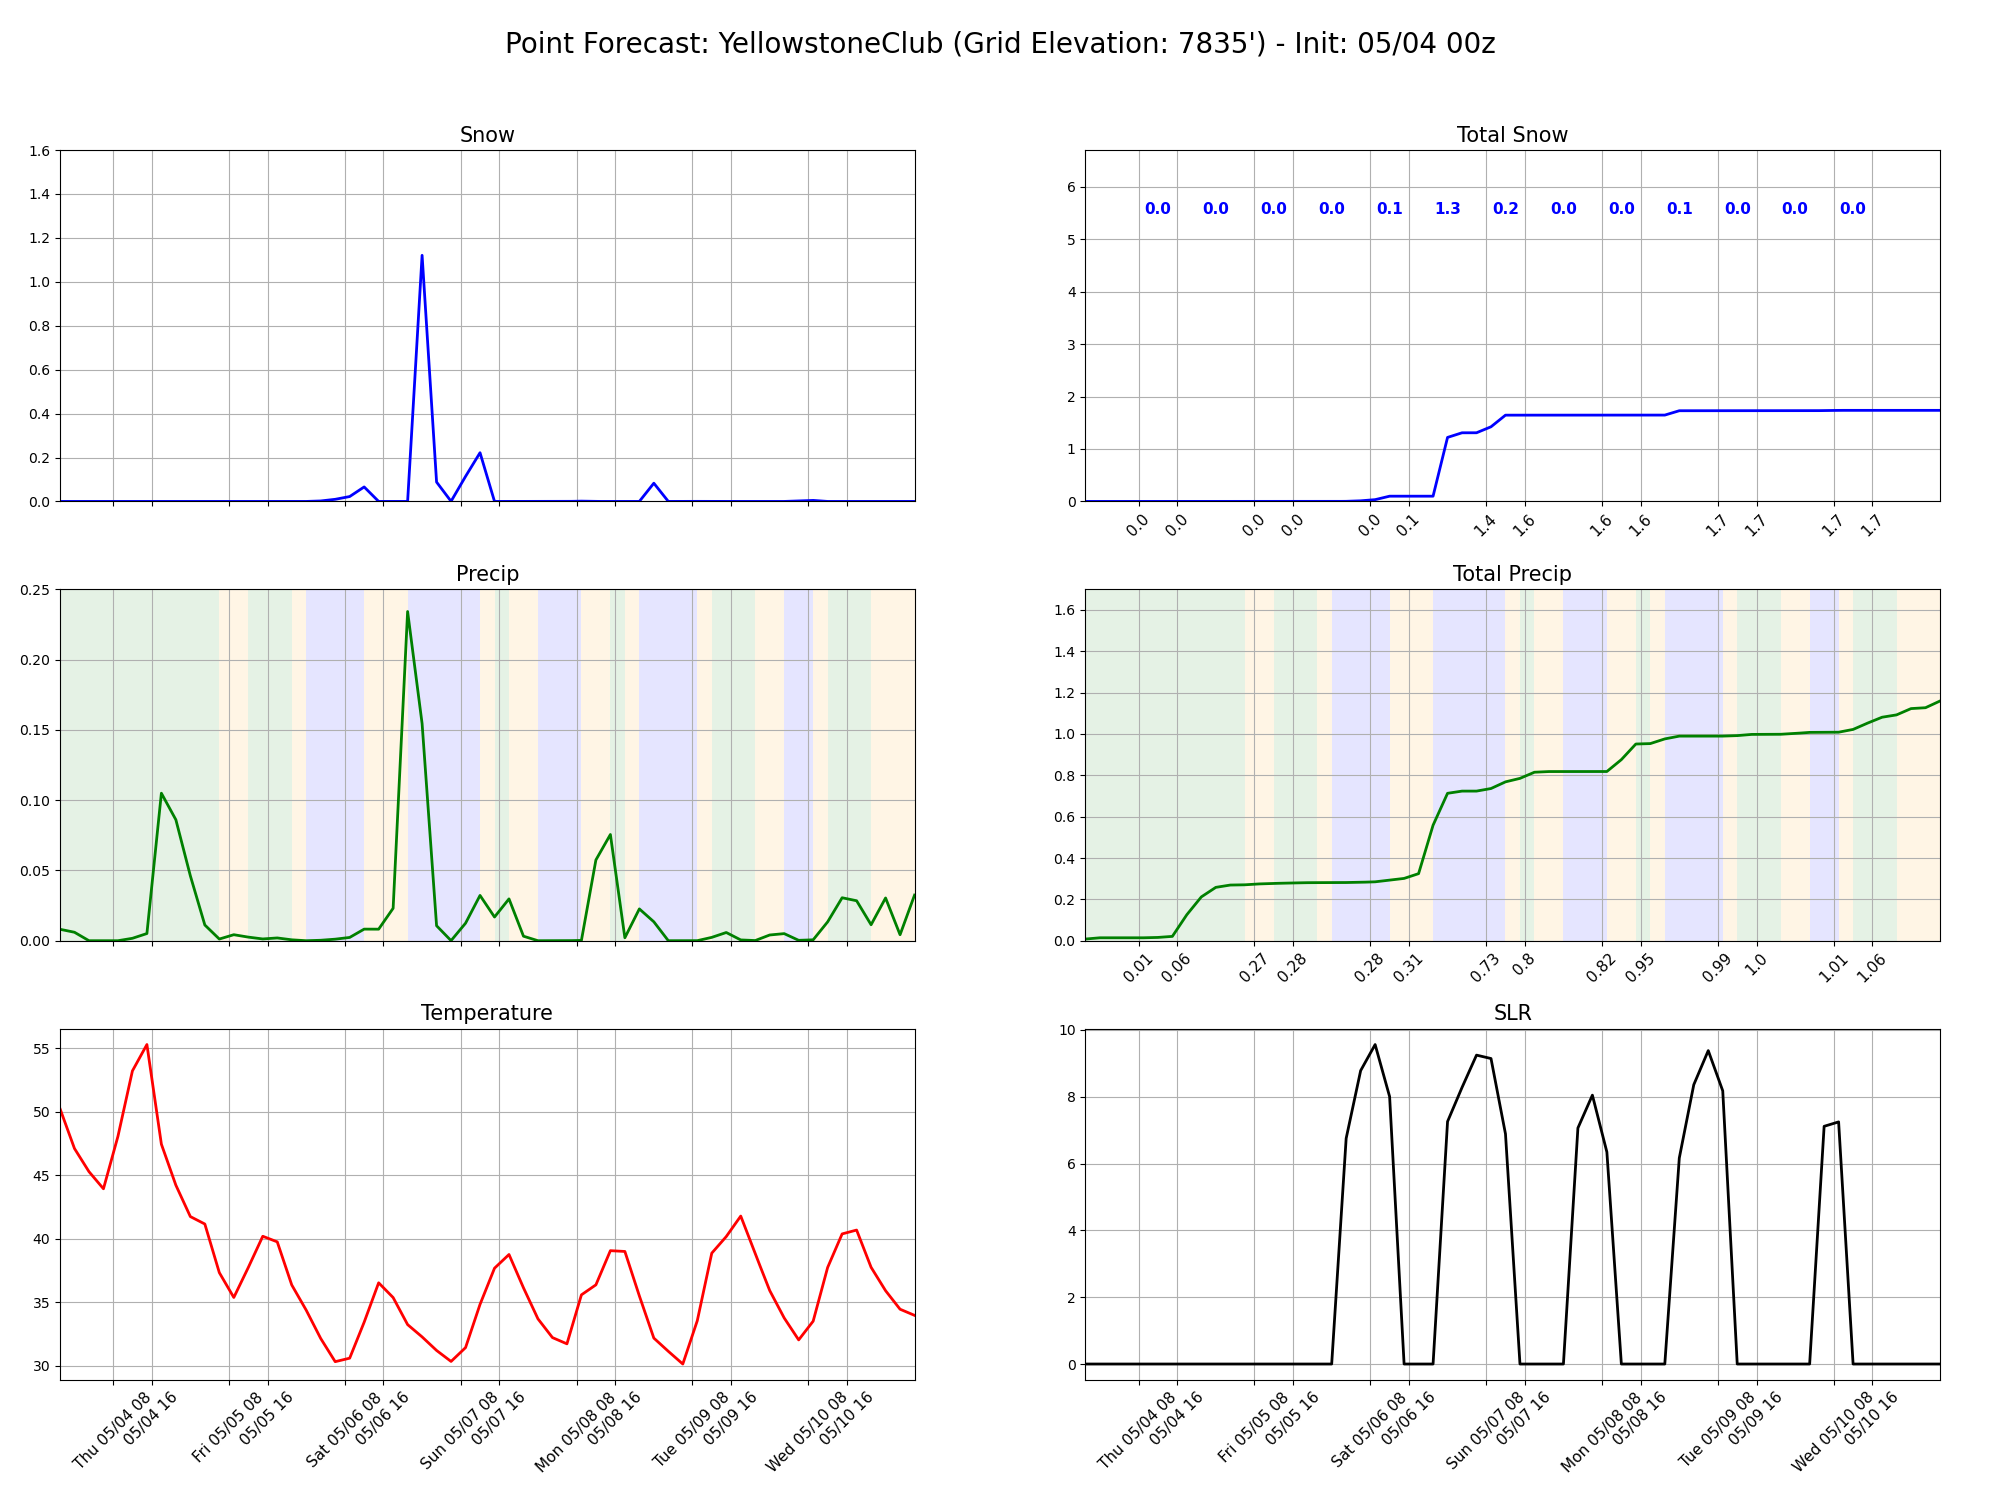 Point Forecast: YellowstoneClub (Grid Elevation: 7835') - Init: 05/04 00z
Snow
1.6
1.4
1.2
1.0
0.8
0.6
0.4
0.2
0.0
Total Snow
6
5
4
3
2
1
0
0.0 0.0 0.0 0.0 0.1 1.3 0.2 0.0 0.0 0.1 0.0 0.0 0.0
0.0 0.0 0.0 0.0 0.0 0.1 1.4 1.6 1.6 1.6 1.7 1.7 1.7 1.7
Precip
0.25
0.20
0.15
0.10
0.05
0.00
Total Precip
1.6
1.4
1.2
1.0
0.8
0.6
0.4
0.2
0.0
0.01 0.06 0.27 0.28 0.28 0.31 0.73 0.8 0.82 0.95 0.99 1.0 1.01 1.06
Temperature
55
50
45
40
35
30
Thu 05/04 08
05/04 16
Fri 05/05 08
05/05 16
Sat 05/06 08
05/06 16
Sun 05/07 08
05/07 16
Mon 05/08 08
05/08 16
Tue 05/09 08
05/09 16
Wed 05/10 08
05/10 16
SLR
10
8
6
4
2
0
Thu 05/04 08
05/04 16
Fri 05/05 08
05/05 16
Sat 05/06 08
05/06 16
Sun 05/07 08
05/07 16
Mon 05/08 08
05/08 16
Tue 05/09 08
05/09 16
Wed 05/10 08
05/10 16